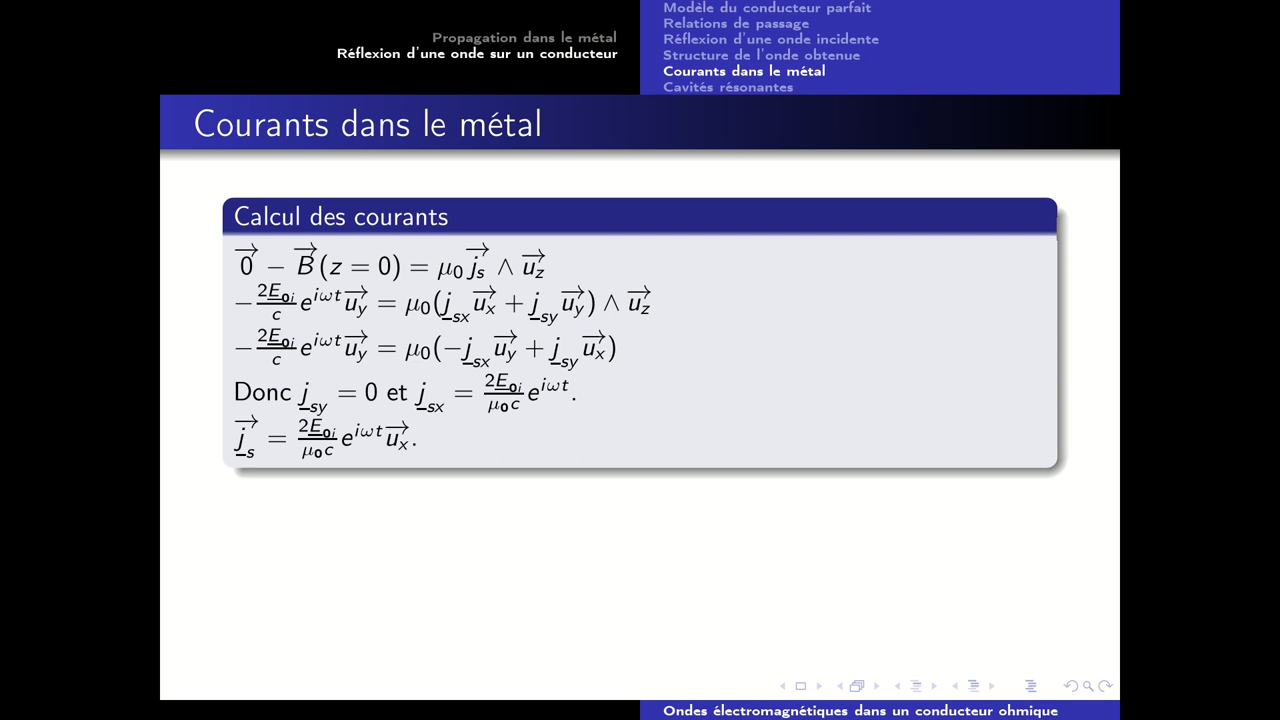 Propagation dans le métal
Réflexion d'une onde sur un conducteur
Modèle du conducteur parfait
Relations de passage
Réflexion d'une onde incidente
Structure de l'onde obtenue
Courants dans le métal
Cavités résonantes
Courants dans le métal
Calcul des courants
$\overrightarrow{0} - \overrightarrow{B}(z = 0) = \mu_0 \overrightarrow{j_s} \wedge \overrightarrow{u_z}$
$-\frac{2\underline{E}_{0i}}{c} e^{i\omega t} \overrightarrow{u_y} = \mu_0 (\underline{j}_{sx} \overrightarrow{u_x} + \underline{j}_{sy} \overrightarrow{u_y}) \wedge \overrightarrow{u_z}$
$-\frac{2\underline{E}_{0i}}{c} e^{i\omega t} \overrightarrow{u_y} = \mu_0 (-\underline{j}_{sx} \overrightarrow{u_y} + \underline{j}_{sy} \overrightarrow{u_x})$
Donc $\underline{j}_{sy} = 0$ et $\underline{j}_{sx} = \frac{2\underline{E}_{0i}}{\mu_0 c} e^{i\omega t}$.
$\overrightarrow{\underline{j}}_s = \frac{2\underline{E}_{0i}}{\mu_0 c} e^{i\omega t} \overrightarrow{u_x}$.
Ondes électromagnétiques dans un conducteur ohmique